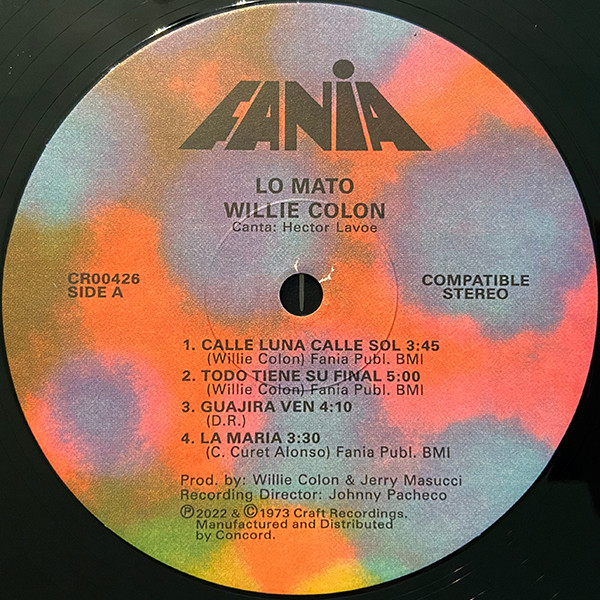 FANIA
LO MATO
WILLIE COLON
Canta: Hector Lavoe
CR00426
SIDE A
COMPATIBLE
STEREO
1. CALLE LUNA CALLE SOL 3:45
(Willie Colon) Fania Publ. BMI
2. TODO TIENE SU FINAL 5:00
(Willie Colon) Fania Publ. BMI
3. GUAJIRA VEN 4:10
(D.R.)
4. LA MARIA 3:30
(C. Curet Alonso) Fania Publ. BMI
Prod. by: Willie Colon & Jerry Masucci
Recording Director: Johnny Pacheco
℗2022 & ©1973 Craft Recordings.
Manufactured and Distributed
by Concord.